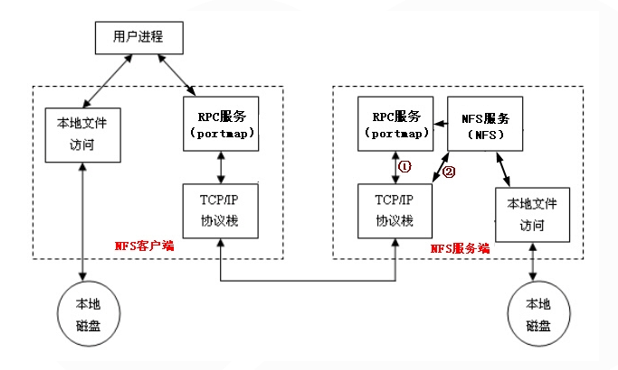 用户进程
本地文件
访问
RPC服务
(portmap)
TCP/IP
协议栈
NFS客户端
本地
磁盘
RPC服务
(portmap)
NFS服务
(NFS)
①
②
TCP/IP
协议栈
本地文件
访问
NFS服务端
本地
磁盘